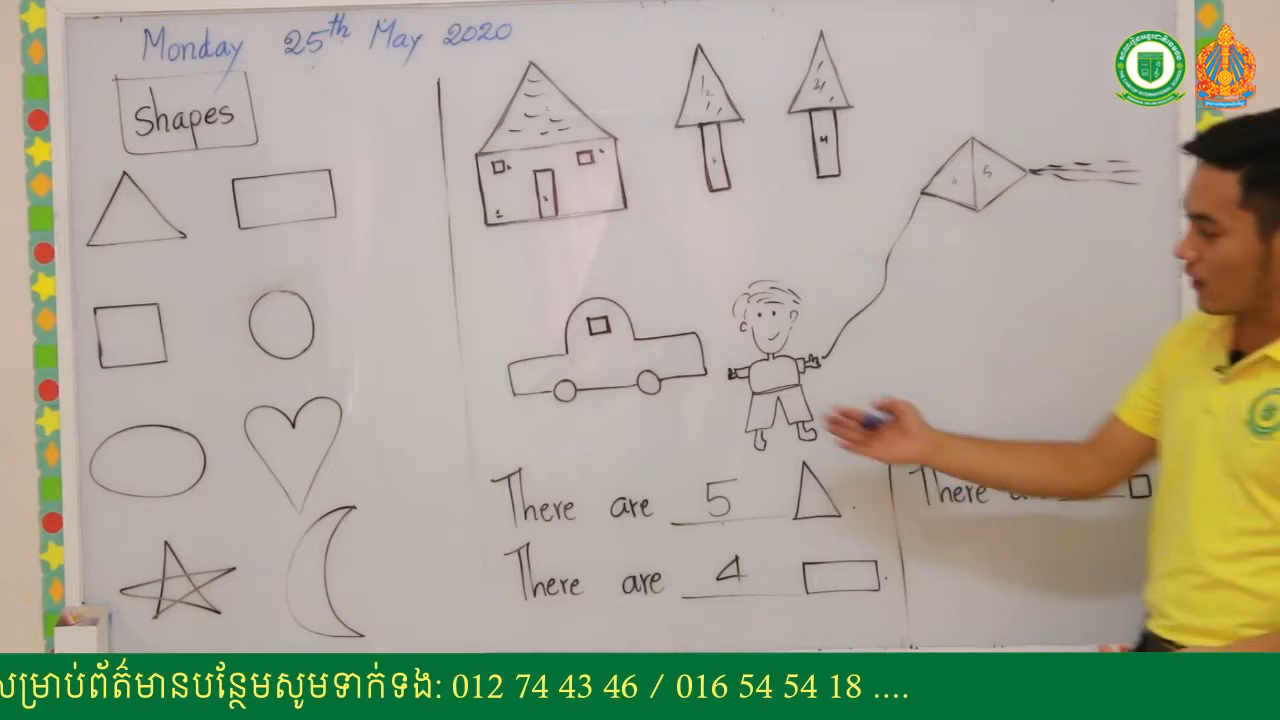 Monday 25th May 2020
Shapes
There are 5
There are 4
There
សម្រាប់ព័ត៌មានបន្ថែមសូមទាក់ទង: 012 74 43 46 / 016 54 54 18 ....